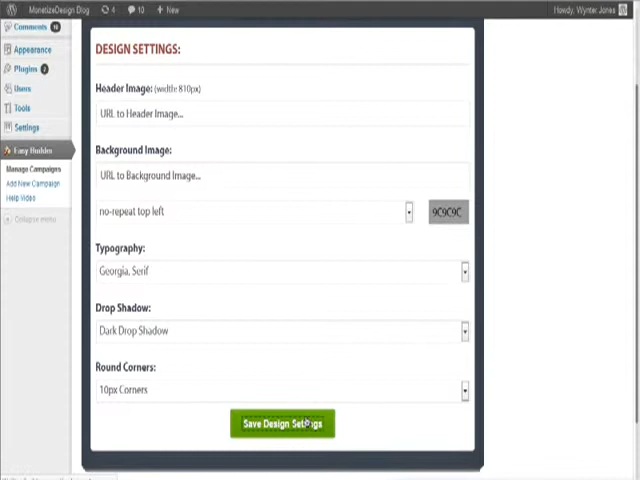 MonetizeDesign Blog 4 10 + New Howdy, Wynter Jones
Comments 10
Appearance
Plugins 2
Users
Tools
Settings
Easy Builder
Manage Campaigns
Add New Campaign
Help Video
Collapse menu
DESIGN SETTINGS:
Header Image: (width: 810px)
URL to Header Image...
Background Image:
URL to Background Image...
no-repeat top left
9C9C9C
Typography:
Georgia, Serif
Drop Shadow:
Dark Drop Shadow
Round Corners:
10px Corners
Save Design Settings